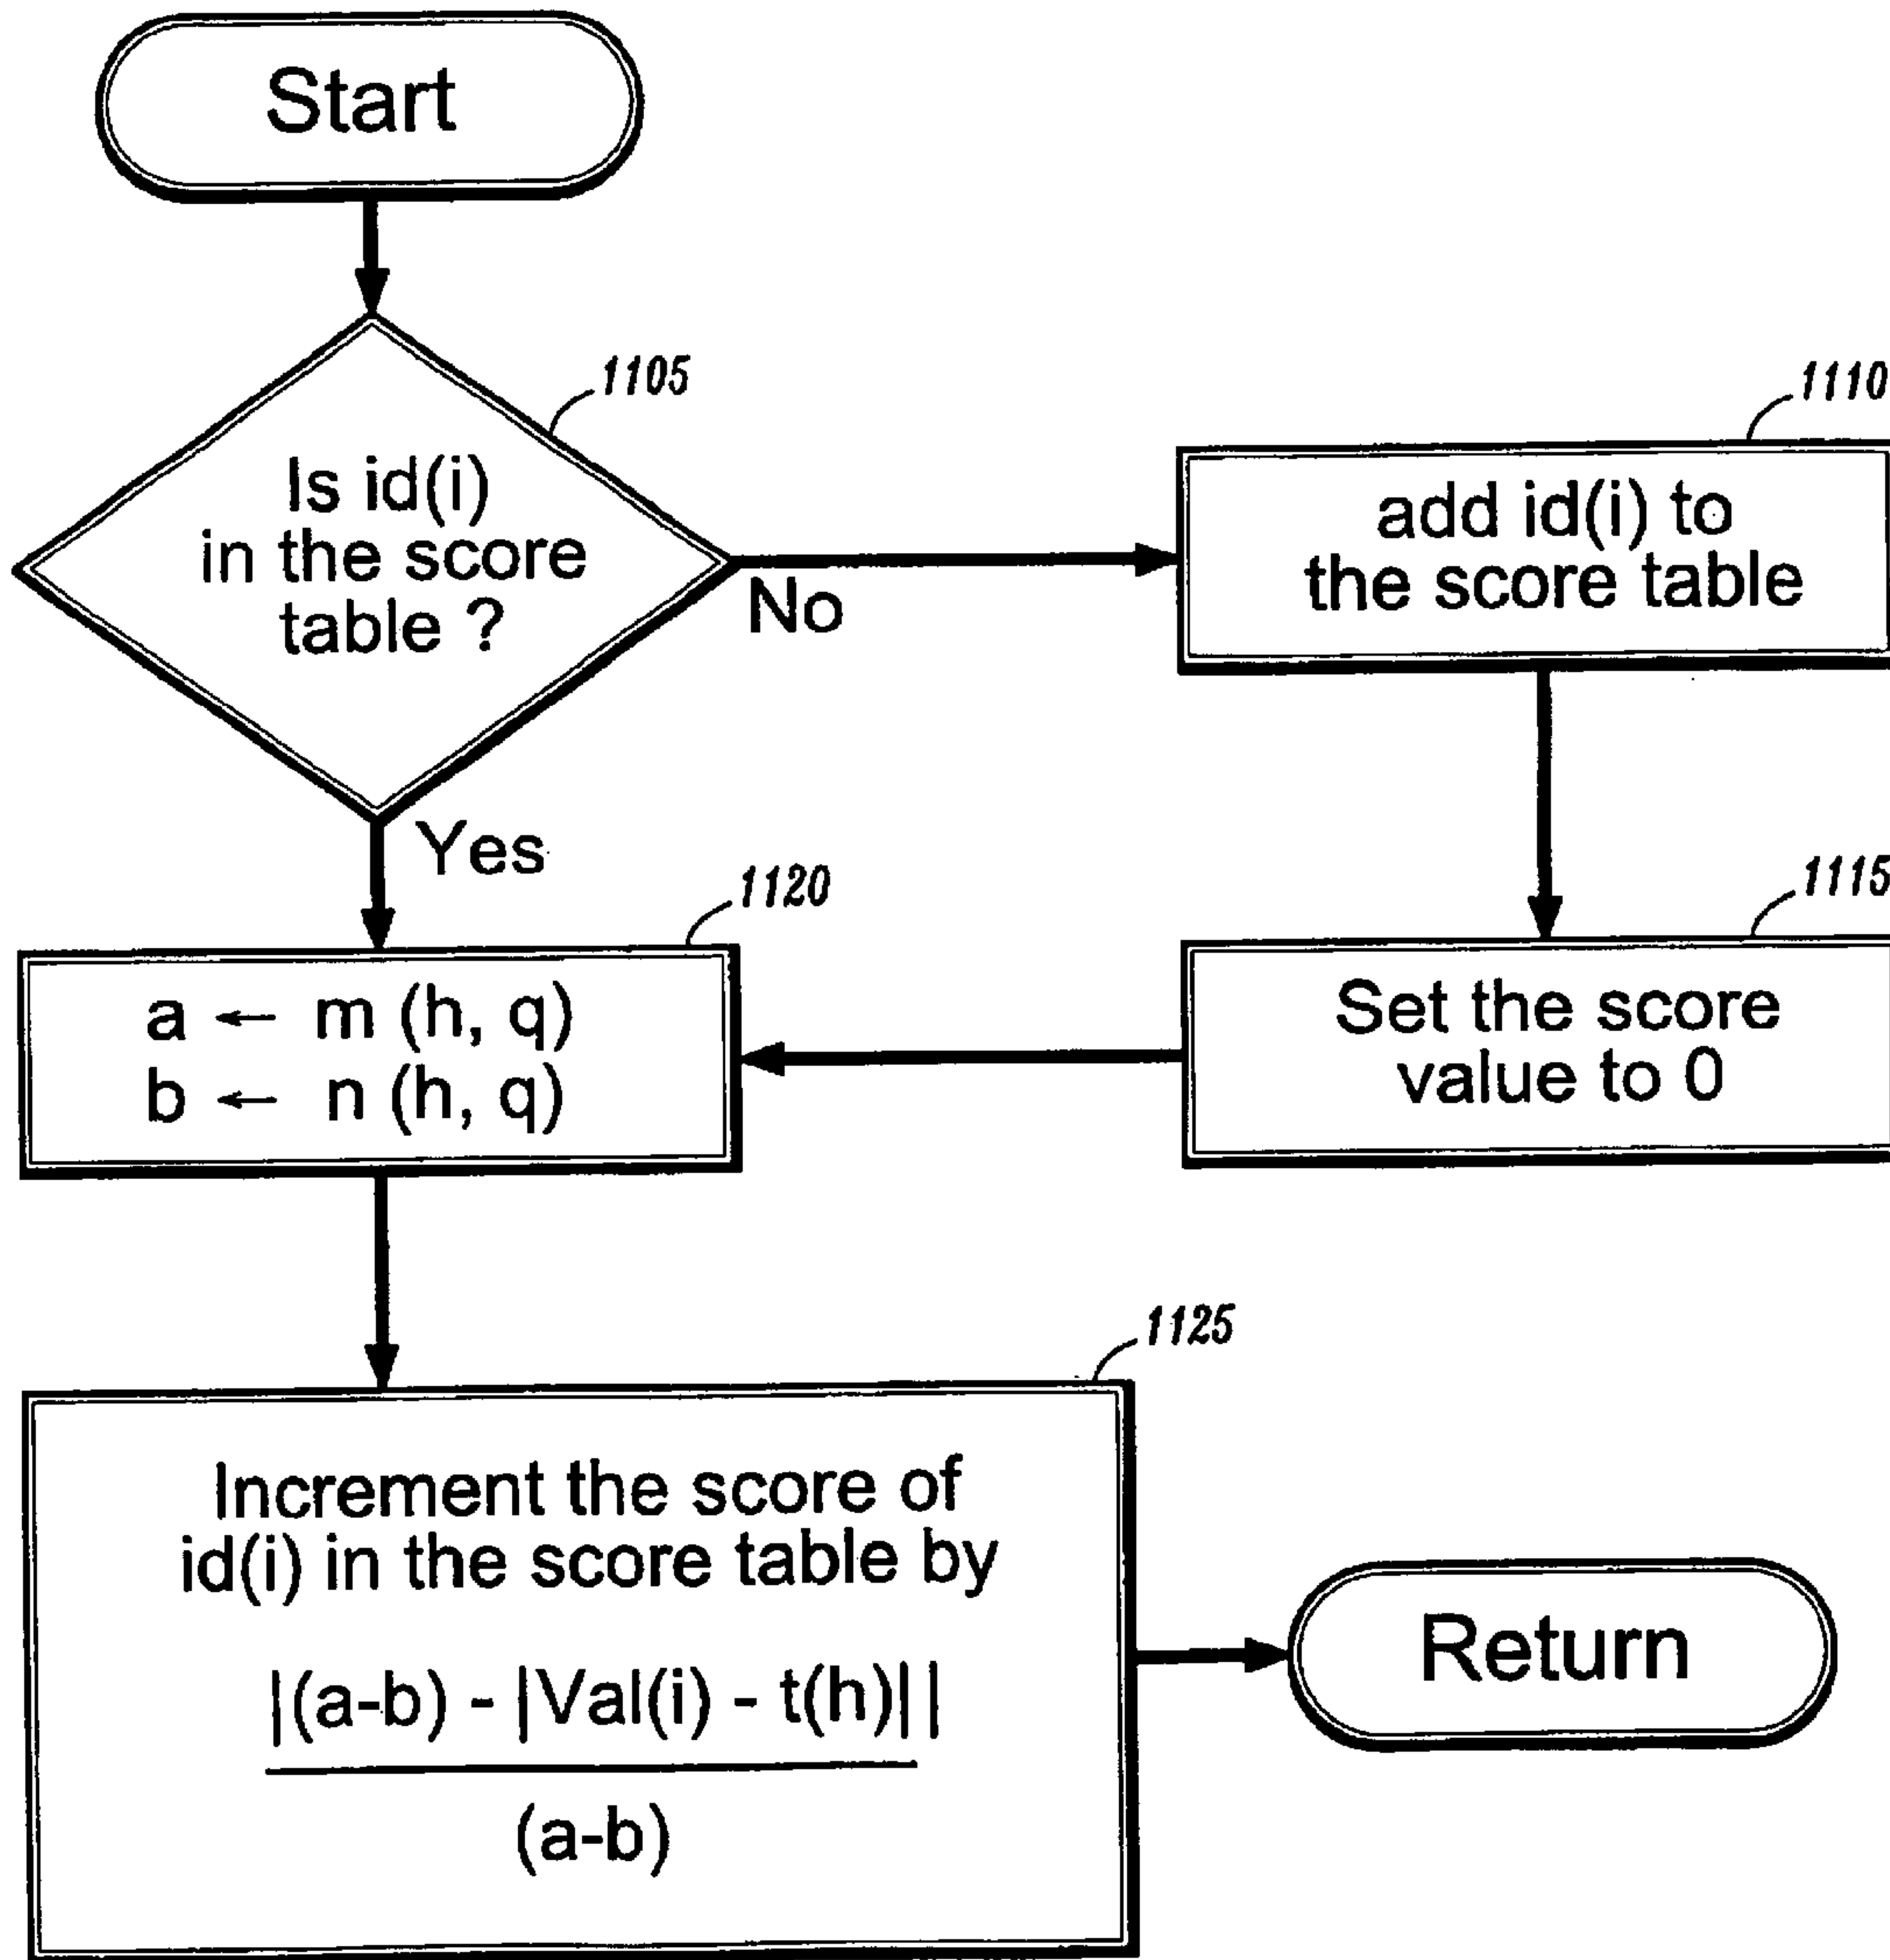 Start
1105
Is id(i)
in the score
table ?
No
1110
add id(i) to
the score table
Yes
1120
a ← m (h, q)
b ← n (h, q)
1115
Set the score
value to 0
1125
Increment the score of
id(i) in the score table by
|(a-b) - |Val(i) - t(h)||
(a-b)
Return